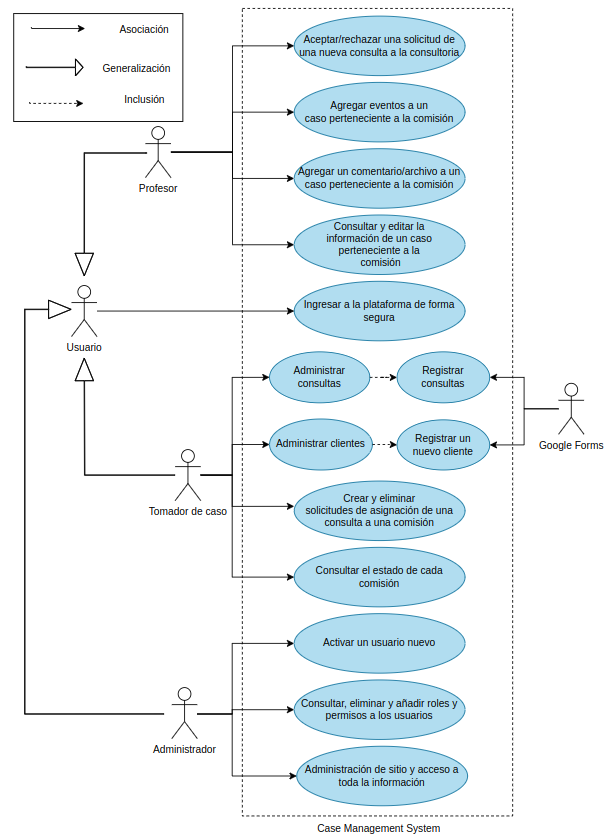 Asociación
Generalización
Inclusión
Aceptar/rechazar una solicitud de
una nueva consulta a la consultoria
Agregar eventos a un
caso perteneciente a la comisión
Profesor
Agregar un comentario/archivo a un
caso perteneciente a la comisión
Consultar y editar la
información de un caso
perteneciente a la
comisión
Usuario
Ingresar a la plataforma de forma
segura
Administrar
consultas
Registrar
consultas
Google Forms
Administrar clientes
Registrar un
nuevo cliente
Tomador de caso
Crear y eliminar
solicitudes de asignación de una
consulta a una comisión
Consultar el estado de cada
comisión
Activar un usuario nuevo
Consultar, eliminar y añadir roles y
permisos a los usuarios
Administrador
Administración de sitio y acceso a
toda la información
Case Management System